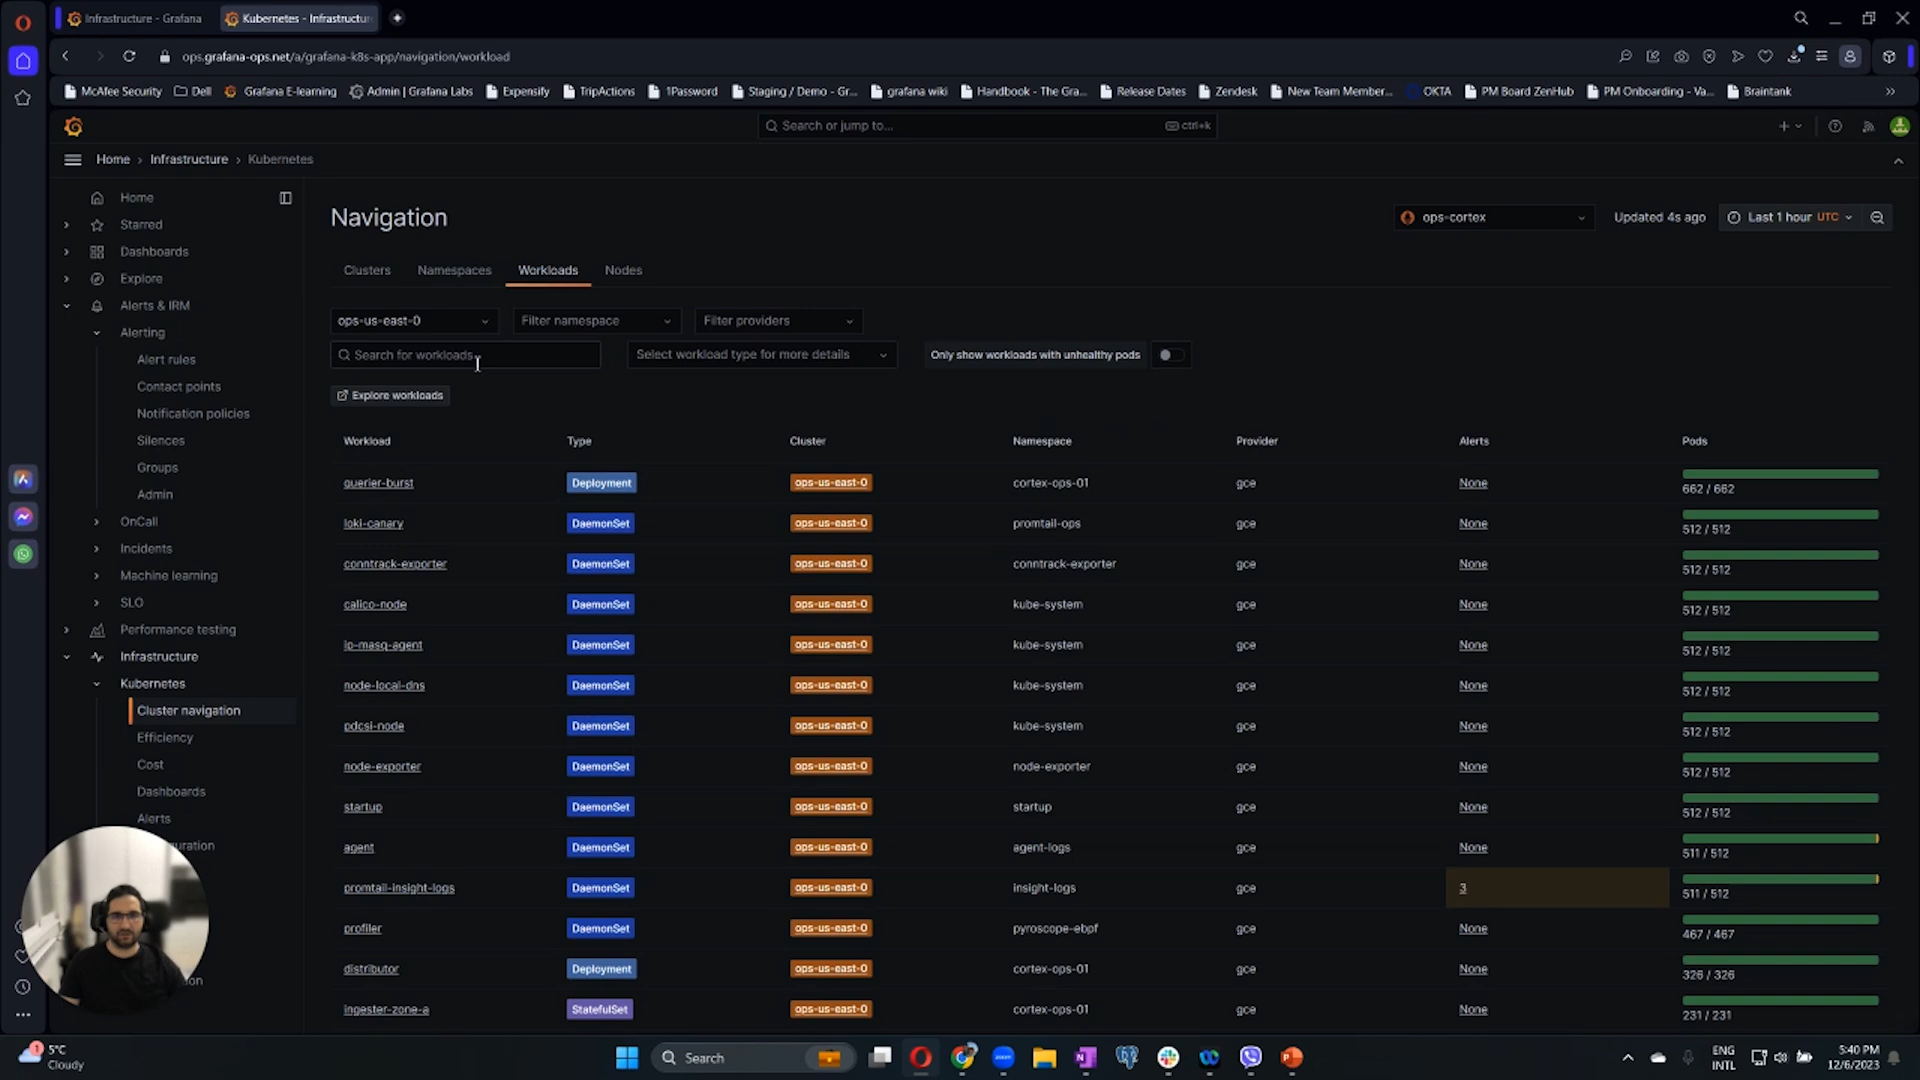 Infrastructure - Grafana
Kubernetes - Infrastructur
ops.grafana-ops.net/a/grafana-k8s-app/navigation/workload
McAfee Security Dell Grafana E-learning Admin | Grafana Labs Expensify TripActions 1Password Staging / Demo - Gr... grafana wiki Handbook - The Gra... Release Dates Zendesk New Team Member... OKTA PM Board ZenHub PM Onboarding - Va... Braintank
Search or jump to... ctrl+k
Home › Infrastructure › Kubernetes
Home
Starred
Dashboards
Explore
Alerts & IRM
Alerting
Alert rules
Contact points
Notification policies
Silences
Groups
Admin
OnCall
Incidents
Machine learning
SLO
Performance testing
Infrastructure
Kubernetes
Cluster navigation
Efficiency
Cost
Dashboards
Alerts
Navigation
ops-cortex Updated 4s ago Last 1 hour UTC
Clusters Namespaces Workloads Nodes
ops-us-east-0 Filter namespace Filter providers
Search for workloads Select workload type for more details Only show workloads with unhealthy pods
Explore workloads
Workload Type Cluster Namespace Provider Alerts Pods
querier-burst Deployment ops-us-east-0 cortex-ops-01 gce None 662 / 662
loki-canary DaemonSet ops-us-east-0 promtail-ops gce None 512 / 512
conntrack-exporter DaemonSet ops-us-east-0 conntrack-exporter gce None 512 / 512
calico-node DaemonSet ops-us-east-0 kube-system gce None 512 / 512
ip-masq-agent DaemonSet ops-us-east-0 kube-system gce None 512 / 512
node-local-dns DaemonSet ops-us-east-0 kube-system gce None 512 / 512
pdcsi-node DaemonSet ops-us-east-0 kube-system gce None 512 / 512
node-exporter DaemonSet ops-us-east-0 node-exporter gce None 512 / 512
startup DaemonSet ops-us-east-0 startup gce None 512 / 512
agent DaemonSet ops-us-east-0 agent-logs gce None 511 / 512
promtail-insight-logs DaemonSet ops-us-east-0 insight-logs gce 3 511 / 512
profiler DaemonSet ops-us-east-0 pyroscope-ebpf gce None 467 / 467
distributor Deployment ops-us-east-0 cortex-ops-01 gce None 326 / 326
ingester-zone-a StatefulSet ops-us-east-0 cortex-ops-01 gce None 231 / 231
1
5°C
Cloudy
Search
ENG
INTL
5:40 PM
12/6/2023